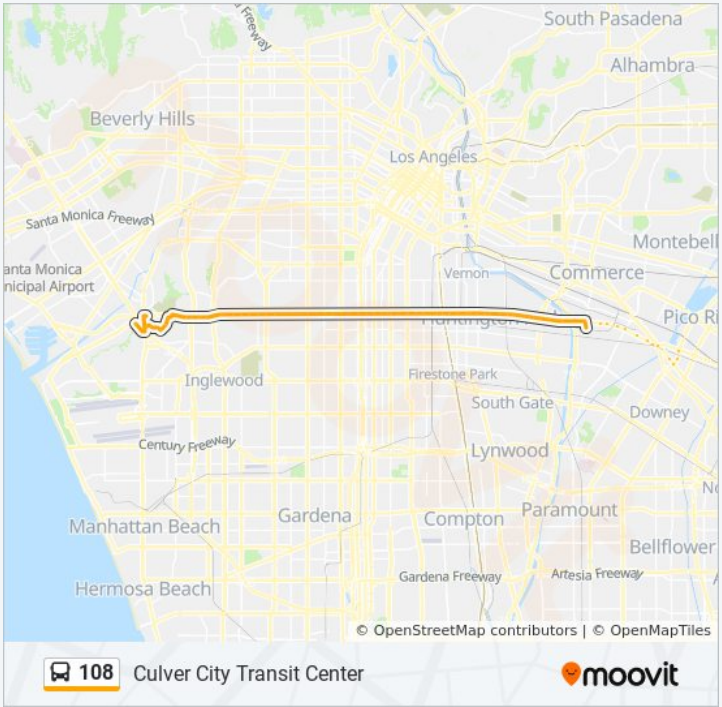 Freeway
South Pasadena
Alhambra
Beverly Hills
Los Angeles
Santa Monica Freeway
Montebell
anta Monica
nicipal Airport
Vernon
Commerce
Huntington
Pico Ri
Inglewood
Firestone Park
South Gate
Downey
Century Freeway
Lynwood
Gardena
Compton
Paramount
Manhattan Beach
Bellflower
Gardena Freeway
Artesia Freeway
Hermosa Beach
© OpenStreetMap contributors | © OpenMapTiles
108 Culver City Transit Center
moovit